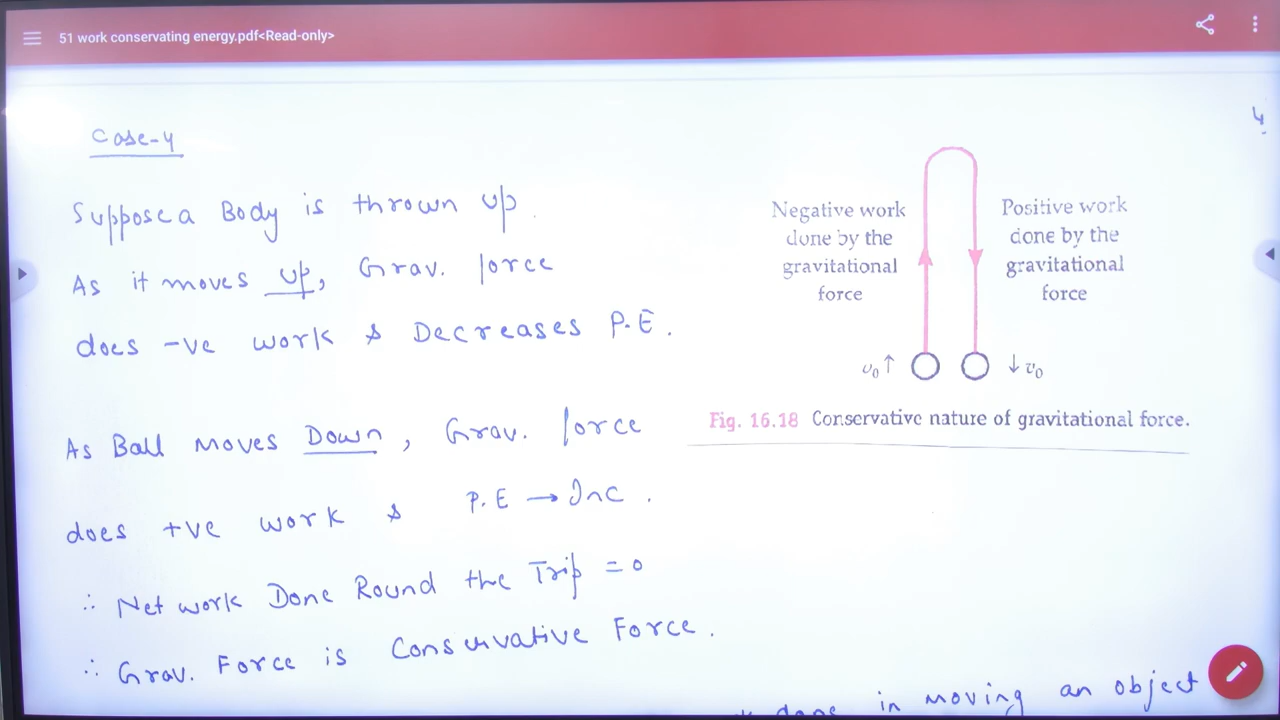 51 work conservating energy.pdf<Read-only>
4
Case-4
Suppose a Body is thrown up.
As it moves up, Grav. force
does -ve work & Decreases P.E.
As Ball moves Down, Grav. force
does +ve work & P.E → Inc.
∴ Net work Done Round the Trip = 0
∴ Grav. Force is Conservative Force.
Negative work
done by the
gravitational
force
Positive work
done by the
gravitational
force
υ₀ ↑
↓ υ₀
Fig. 16.18 Conservative nature of gravitational force.
done in moving an object